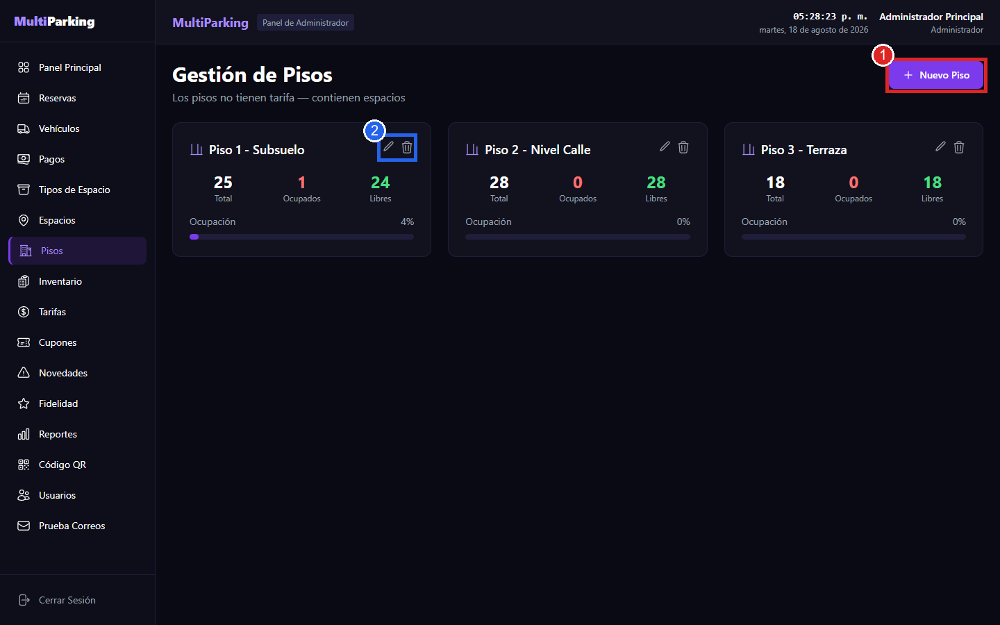 MultiParking
Panel Principal
Reservas
Vehículos
Pagos
Tipos de Espacio
Espacios
Pisos
Inventario
Tarifas
Cupones
Novedades
Fidelidad
Reportes
Código QR
Usuarios
Prueba Correos
Cerrar Sesión
MultiParking Panel de Administrador
05:28:23 p. m. Administrador Principal
martes, 18 de agosto de 2026 Administrador
Gestión de Pisos
Los pisos no tienen tarifa — contienen espacios
1
Nuevo Piso
2
Piso 1 - Subsuelo
25 1 24
Total Ocupados Libres
Ocupación 4%
Piso 2 - Nivel Calle
28 0 28
Total Ocupados Libres
Ocupación 0%
Piso 3 - Terraza
18 0 18
Total Ocupados Libres
Ocupación 0%